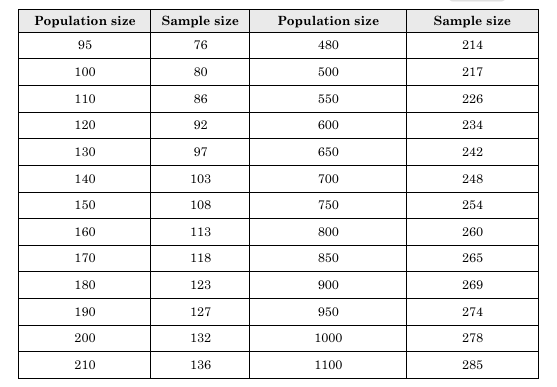 Population size Sample size Population size Sample size
95 76 480 214
100 80 500 217
110 86 550 226
120 92 600 234
130 97 650 242
140 103 700 248
150 108 750 254
160 113 800 260
170 118 850 265
180 123 900 269
190 127 950 274
200 132 1000 278
210 136 1100 285